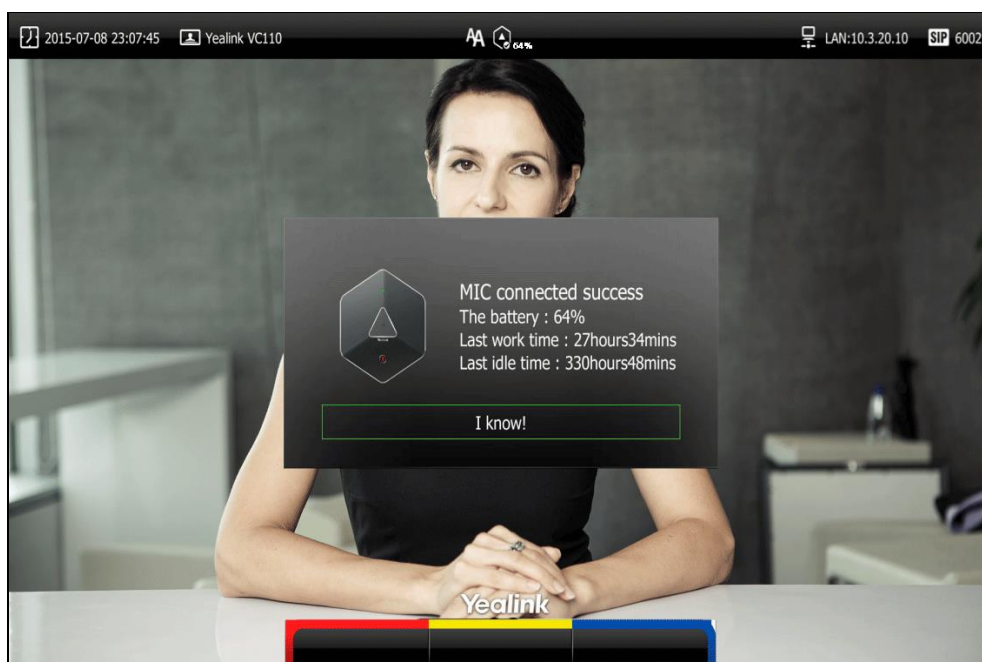 2015-07-08 23:07:45 Yealink VC110 AA 64% LAN:10.3.20.10 SIP 6002
MIC connected success
The battery : 64%
Last work time : 27hours34mins
Last idle time : 330hours48mins
I know!
Yealink